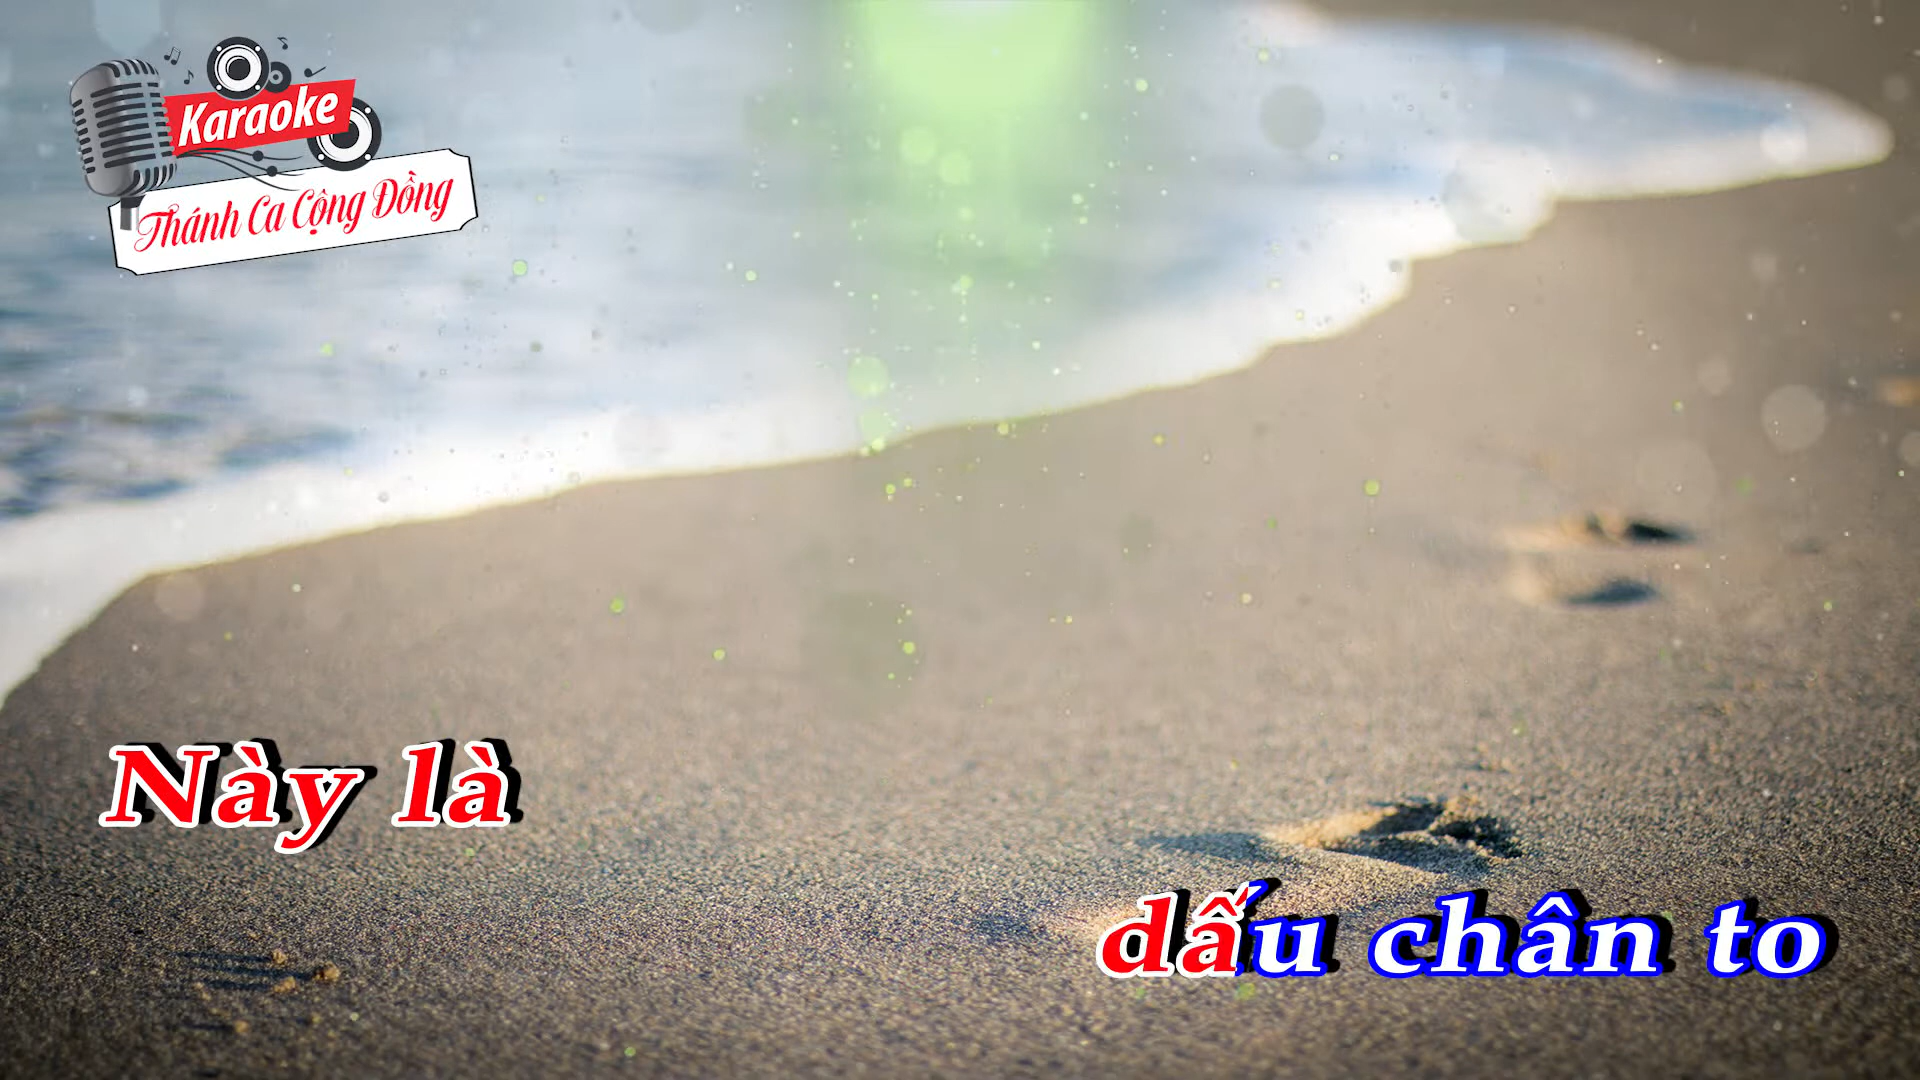 Karaoke
Thánh Ca Cộng Đồng
Này là
dấu chân to